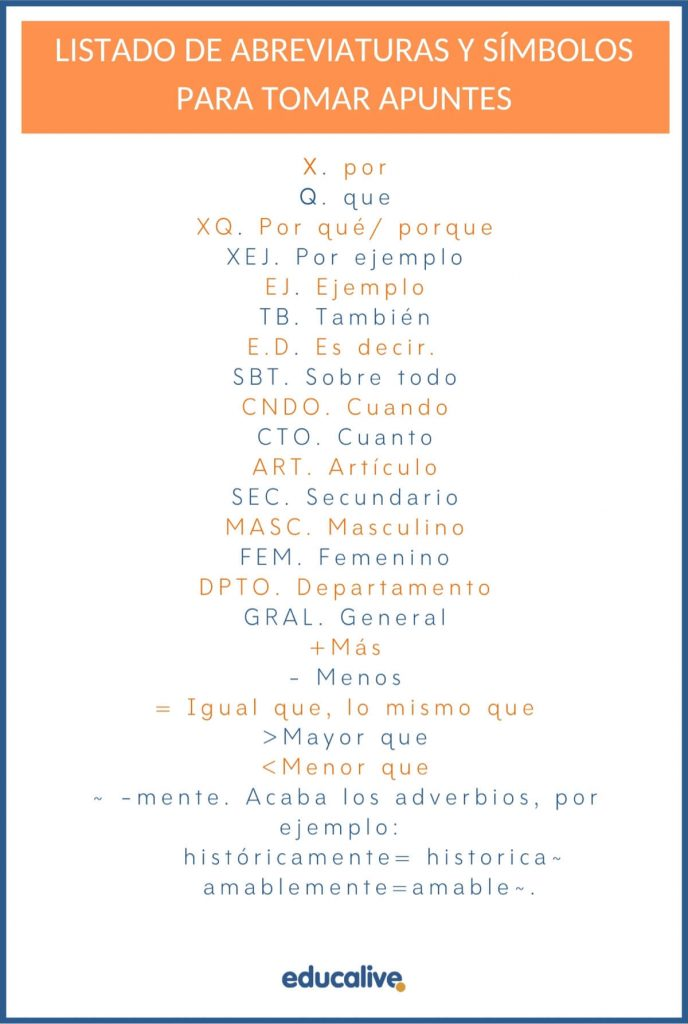 LISTADO DE ABREVIATURAS Y SÍMBOLOS
PARA TOMAR APUNTES
X. por
Q. que
XQ. Por qué/ porque
XEJ. Por ejemplo
EJ. Ejemplo
TB. También
E.D. Es decir.
SBT. Sobre todo
CNDO. Cuando
CTO. Cuanto
ART. Artículo
SEC. Secundario
MASC. Masculino
FEM. Femenino
DPTO. Departamento
GRAL. General
+Más
- Menos
= Igual que, lo mismo que
>Mayor que
<Menor que
~ -mente. Acaba los adverbios, por
ejemplo:
históricamente= historica~
amablemente=amable~.
educalive